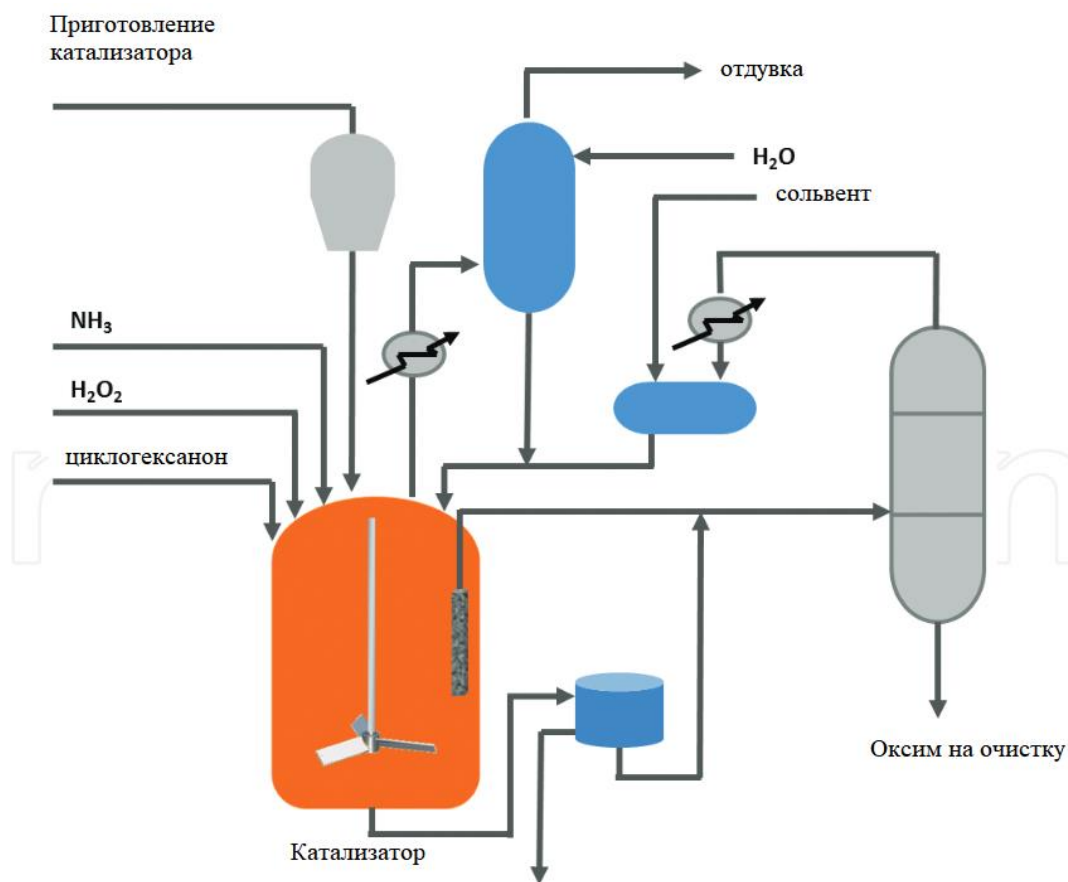 Приготовление
катализатора
отдувка
H₂O
сольвент
NH₃
H₂O₂
циклогексанон
Оксим на очистку
Катализатор